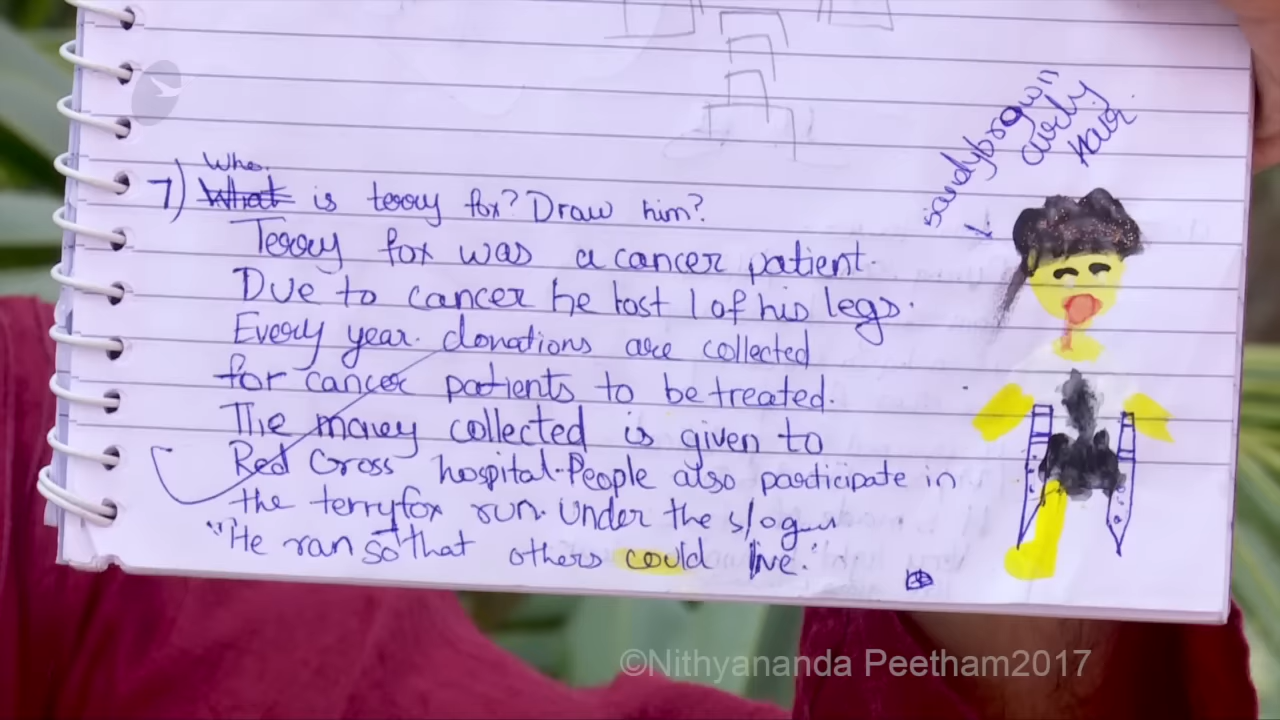 sandybrown
curly
Hair.
Who
7) What is terry fox? Draw him?
Terry fox was a cancer patient.
Due to cancer he lost 1 of his legs.
Every year. donations are collected
for cancer patients to be treated.
The money collected is given to
Red Cross hospital. People also participate in
the terryfox run. Under the slogun
"He ran so that others could live."
©Nithyananda Peetham2017